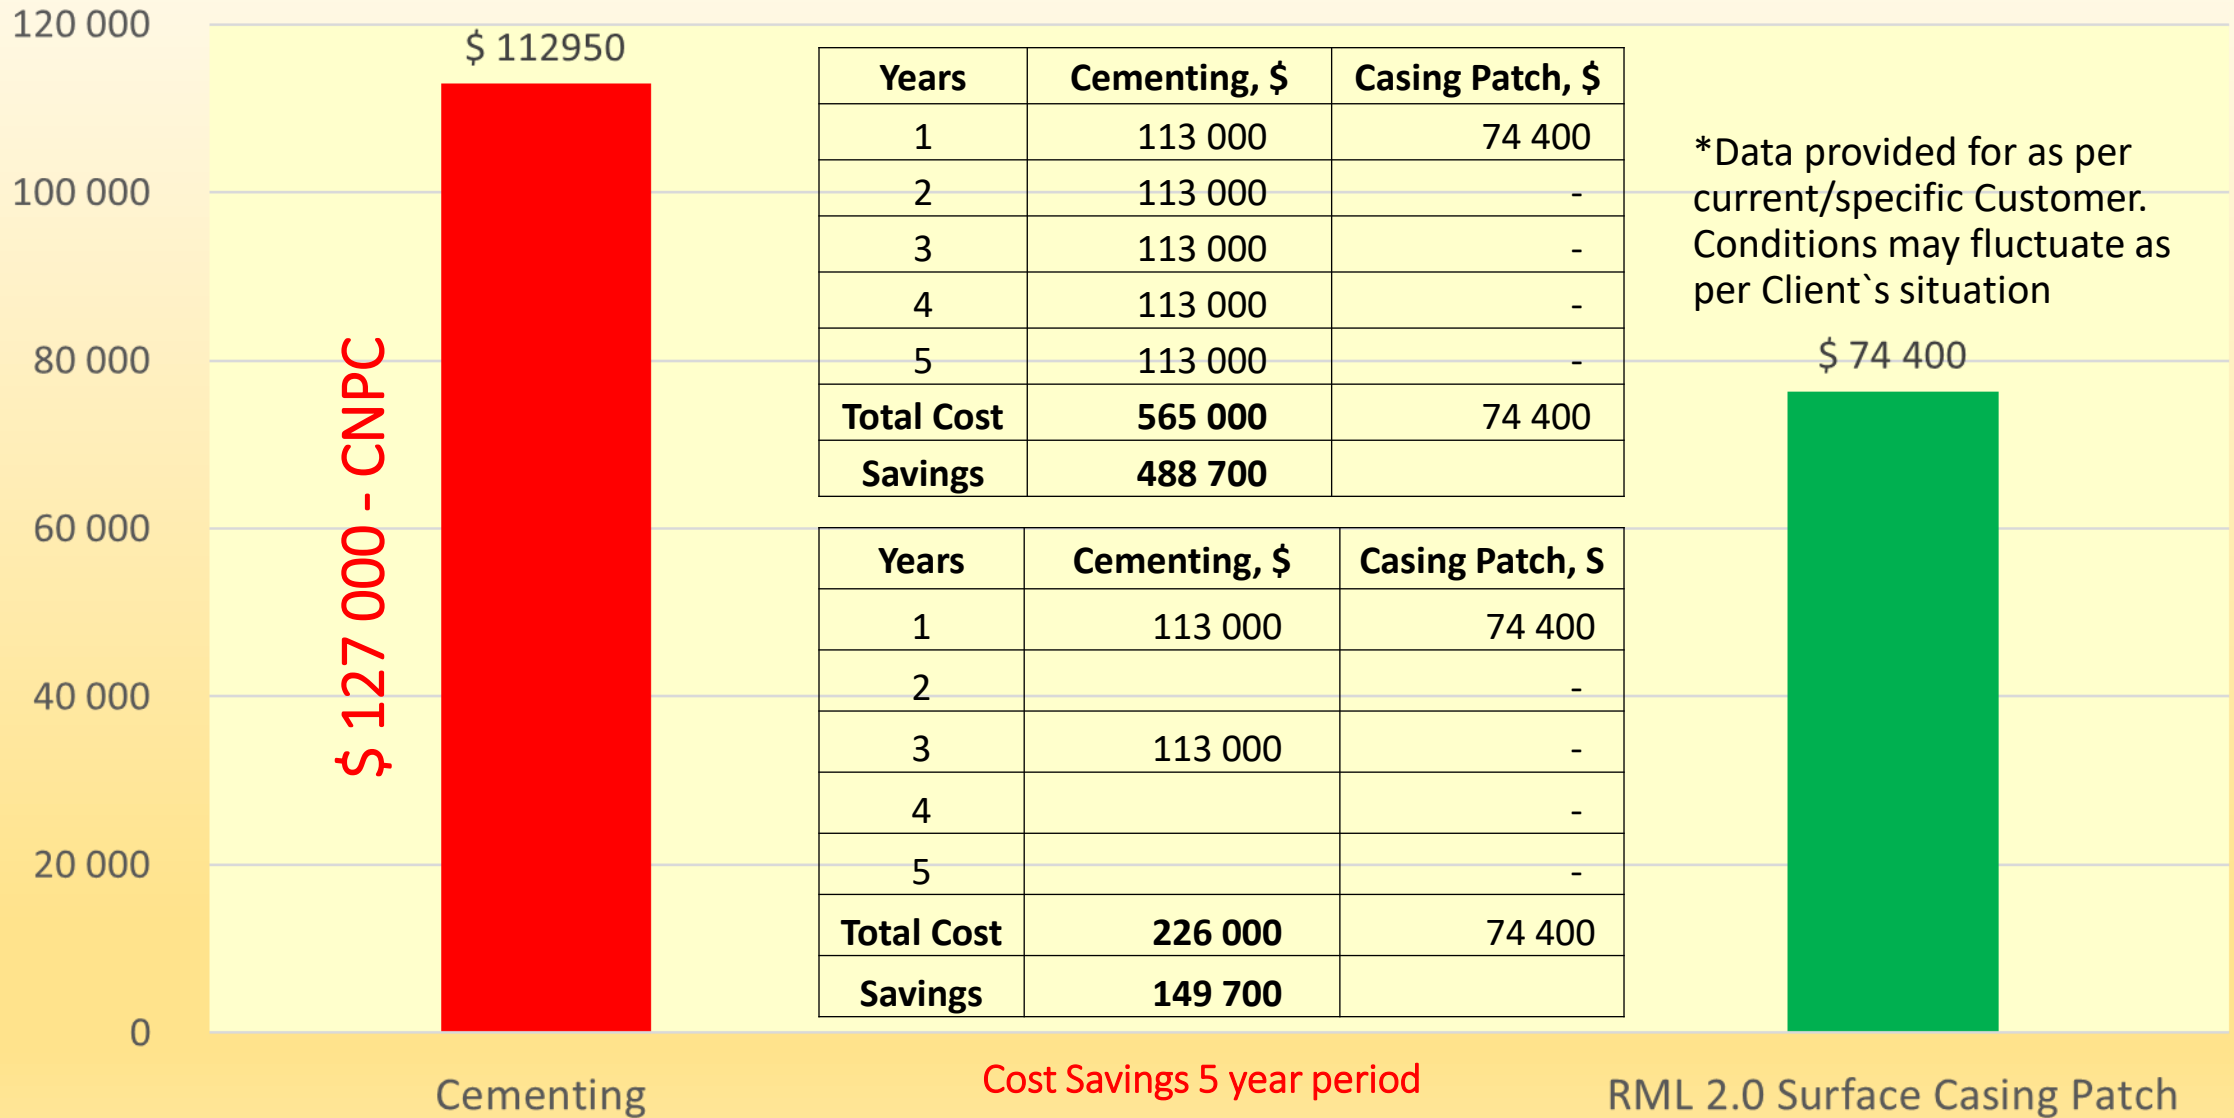 120 000
100 000
80 000
60 000
40 000
20 000
0
$ 112950
$ 127 000 - CNPC
Years Cementing, $ Casing Patch, $
1 113 000 74 400
2 113 000 -
3 113 000 -
4 113 000 -
5 113 000 -
Total Cost 565 000 74 400
Savings 488 700
Years Cementing, $ Casing Patch, S
1 113 000 74 400
2 -
3 113 000 -
4 -
5 -
Total Cost 226 000 74 400
Savings 149 700
*Data provided for as per
current/specific Customer.
Conditions may fluctuate as
per Client`s situation
$ 74 400
Cementing
Cost Savings 5 year period
RML 2.0 Surface Casing Patch